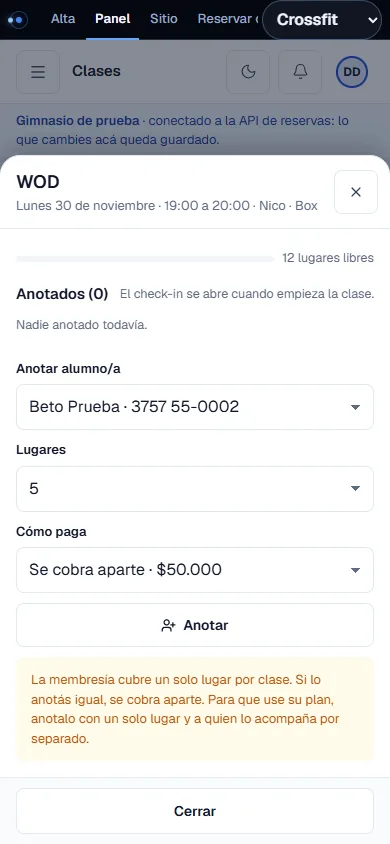 Alta Panel Sitio Reservar Crossfit
Clases DD
Gimnasio de prueba · conectado a la API de reservas: lo
que cambies acá queda guardado.
WOD
Lunes 30 de noviembre · 19:00 a 20:00 · Nico · Box
12 lugares libres
Anotados (0) El check-in se abre cuando empieza la clase.
Nadie anotado todavía.
Anotar alumno/a
Beto Prueba · 3757 55-0002
Lugares
5
Cómo paga
Se cobra aparte · $50.000
Anotar
La membresía cubre un solo lugar por clase. Si lo
anotás igual, se cobra aparte. Para que use su plan,
anotalo con un solo lugar y a quien lo acompaña por
separado.
Cerrar